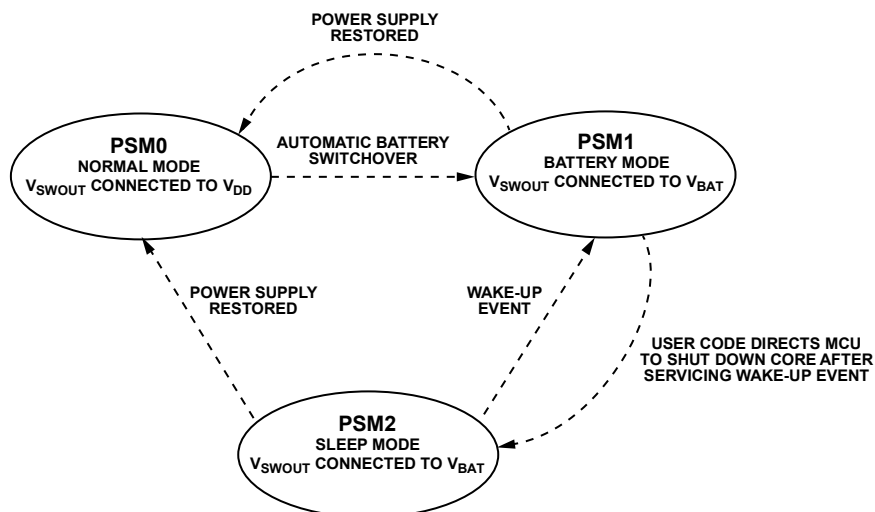 POWER SUPPLY
RESTORED
PSM0
NORMAL MODE
VSWOUT CONNECTED TO VDD
AUTOMATIC BATTERY
SWITCHOVER
PSM1
BATTERY MODE
VSWOUT CONNECTED TO VBAT
POWER SUPPLY
RESTORED
WAKE-UP
EVENT
USER CODE DIRECTS MCU
TO SHUT DOWN CORE AFTER
SERVICING WAKE-UP EVENT
PSM2
SLEEP MODE
VSWOUT CONNECTED TO VBAT